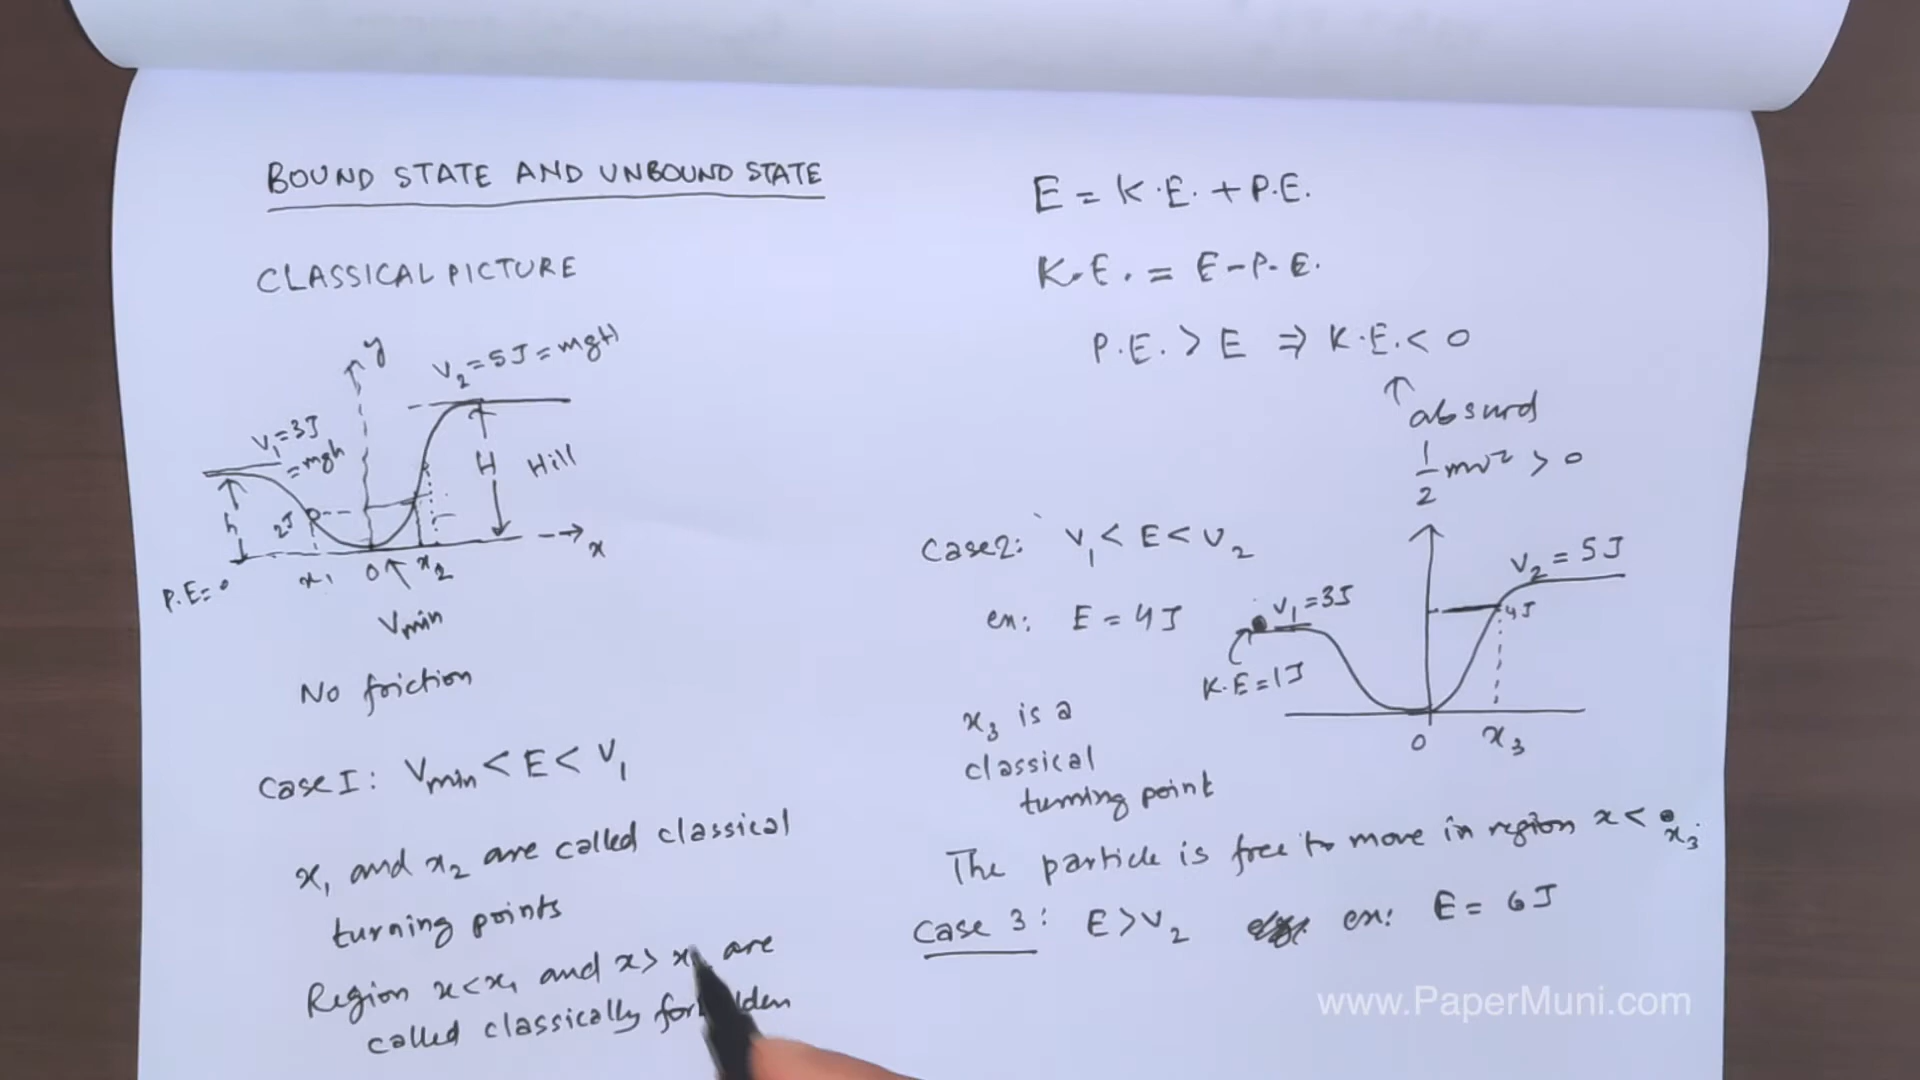 BOUND STATE AND UNBOUND STATE
CLASSICAL PICTURE
y
V2 = 5J = mgH
V1 = 3J
= mgh
h
2J
H Hill
x
P.E = 0
x1 0 x2
Vmin
No friction
Case I: Vmin < E < V1
x1 and x2 are called classical
turning points
Region x < x1 and x > x are
called classically
E = K.E. + P.E.
K.E. = E - P.E.
P.E. > E ⇒ K.E. < 0
absurd
1/2 mv² > 0
Case 2: V1 < E < V2
ex: E = 4J
V1 = 3J
V2 = 5J
4J
K.E = 1J
0 x3
x3 is a
classical
turning point
The particle is free to move in region x < x3.
Case 3: E > V2 ex: E = 6J
www.PaperMuni.com